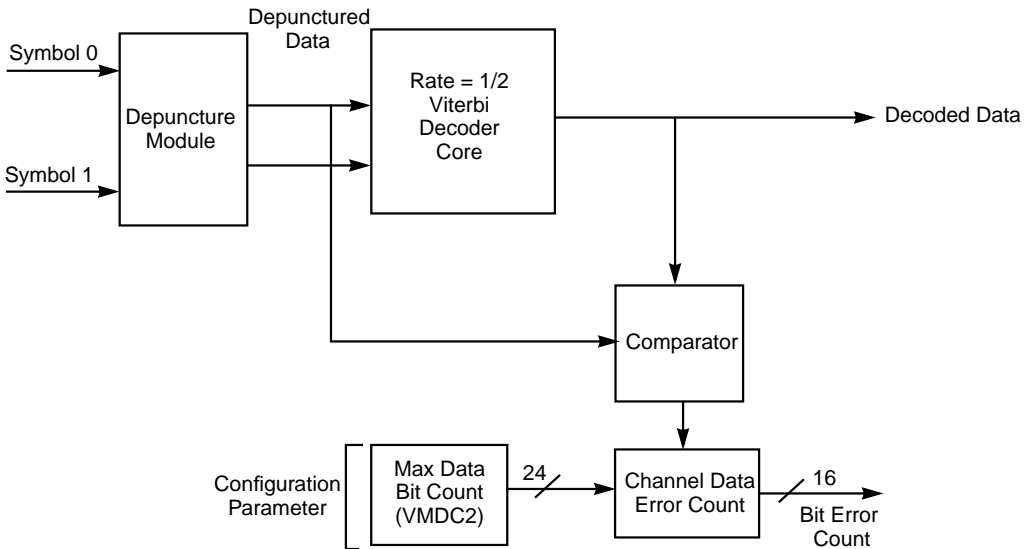 Depunctured
Data
Symbol 0
Symbol 1
Depuncture
Module
Rate = 1/2
Viterbi
Decoder
Core
Decoded Data
Comparator
Configuration
Parameter
Max Data
Bit Count
(VMDC2)
24
Channel Data
Error Count
16
Bit Error
Count